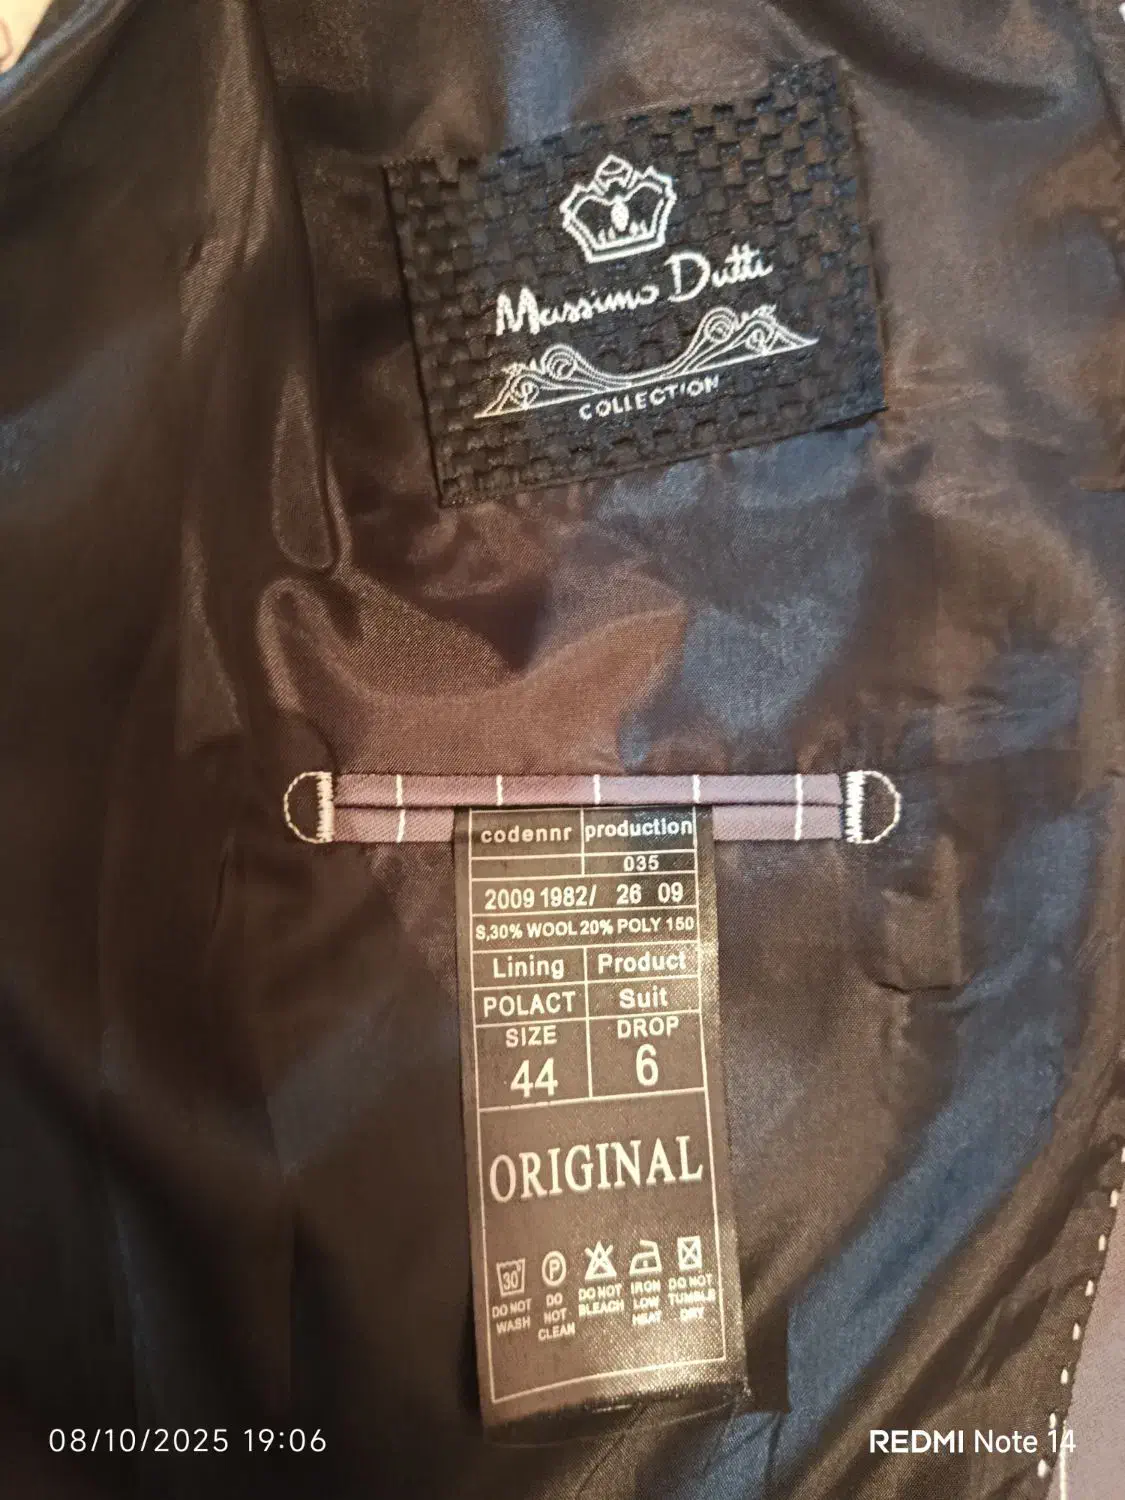 Massimo Dutti
COLLECTION
codennr production
035
2009 1982/ 26 09
S,30% WOOL 20% POLY 150
Lining Product
POLACT Suit
SIZE DROP
44 6
ORIGINAL
30 P
DO NOT WASH DO NOT CLEAN DO NOT BLEACH IRON LOW HEAT DO NOT TUMBLE DRY
08/10/2025 19:06
REDMI Note 14